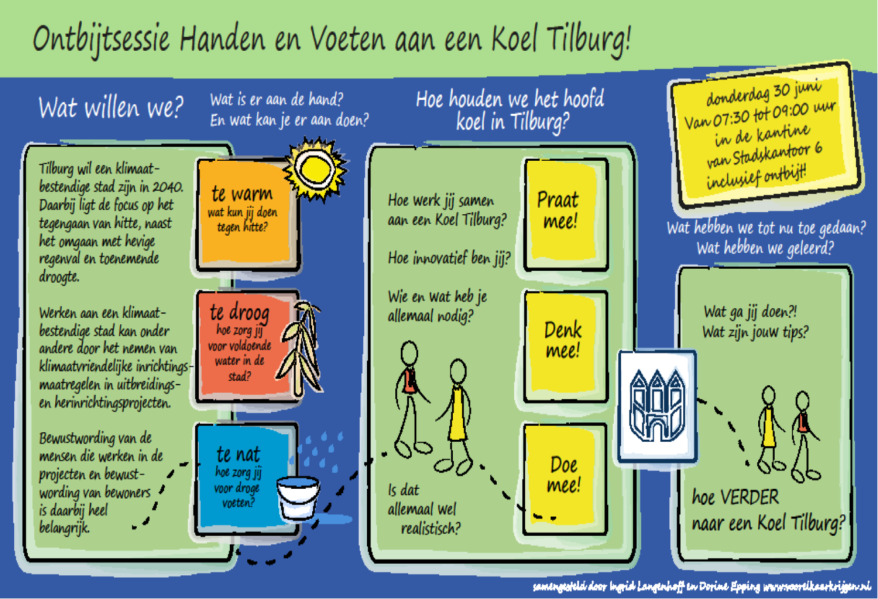 Ontbijtsessie Handen en Voeten aan een Koel Tilburg!
Wat willen we?
Tilburg wil een klimaat-
bestendige stad zijn in 2040.
Daarbij ligt de focus op het
tegengaan van hitte, naast
het omgaan met hevige
regenval en toenemende
droogte.
Werken aan een klimaat-
bestendige stad kan onder
andere door het nemen van
klimaatvriendelijke inrichtings-
maatregelen in uitbreidings-
en herinrichtingsprojecten.
Bewustwording van de
mensen die werken in de
projecten en bewust-
wording van bewoners
is daarbij heel
belangrijk.
Wat is er aan de hand?
En wat kan je er aan doen?
te warm
wat kun jij doen
tegen hitte?
te droog
hoe zorg jij
voor voldoende
water in de
stad?
te nat
hoe zorg jij
voor droge
voeten?
Hoe houden we het hoofd
koel in Tilburg?
Hoe werk jij samen
aan een Koel Tilburg?
Hoe innovatief ben jij?
Wie en wat heb je
allemaal nodig?
Is dat
allemaal wel
realistisch?
Praat
mee!
Denk
mee!
Doe
mee!
donderdag 30 juni
Van 07:30 tot 09:00 uur
in de kantine
van Stadskantoor 6
inclusief ontbijt!
Wat hebben we tot nu toe gedaan?
Wat hebben we geleerd?
Wat ga jij doen?!
Wat zijn jouw tips?
hoe VERDER
naar een Koel Tilburg?
samengesteld door Ingrid Langenhoff en Dorine Epping www.voorelkaarkrijgen.nl